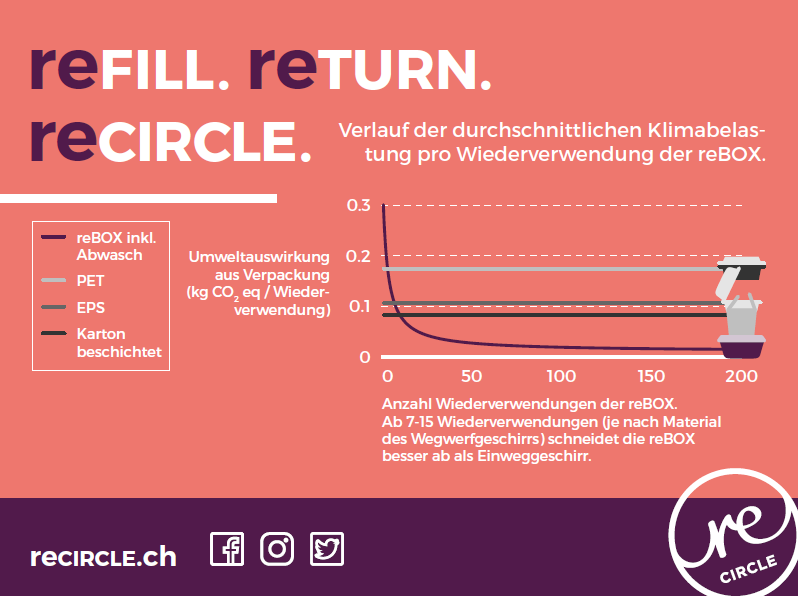 reFILL. reTURN.
reCIRCLE.
Verlauf der durchschnittlichen Klimabelas-
tung pro Wiederverwendung der reBOX.
reBOX inkl.
Abwasch
PET
EPS
Karton
beschichtet
Umweltauswirkung
aus Verpackung
(kg CO₂ eq / Wieder-
verwendung)
0.3
0.2
0.1
0
0 50 100 150 200
Anzahl Wiederverwendungen der reBOX.
Ab 7-15 Wiederverwendungen (je nach Material
des Wegwerfgeschirrs) schneidet die reBOX
besser ab als Einweggeschirr.
reCIRCLE.ch
re
CIRCLE